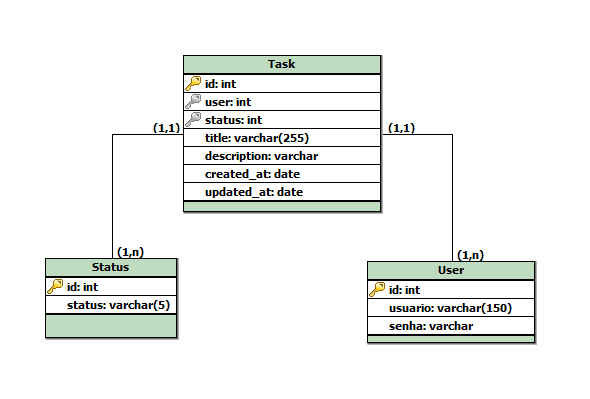 Task
id: int
user: int
status: int
title: varchar(255)
description: varchar
created_at: date
updated_at: date
(1,1)
(1,1)
(1,n)
(1,n)
Status
id: int
status: varchar(5)
User
id: int
usuario: varchar(150)
senha: varchar